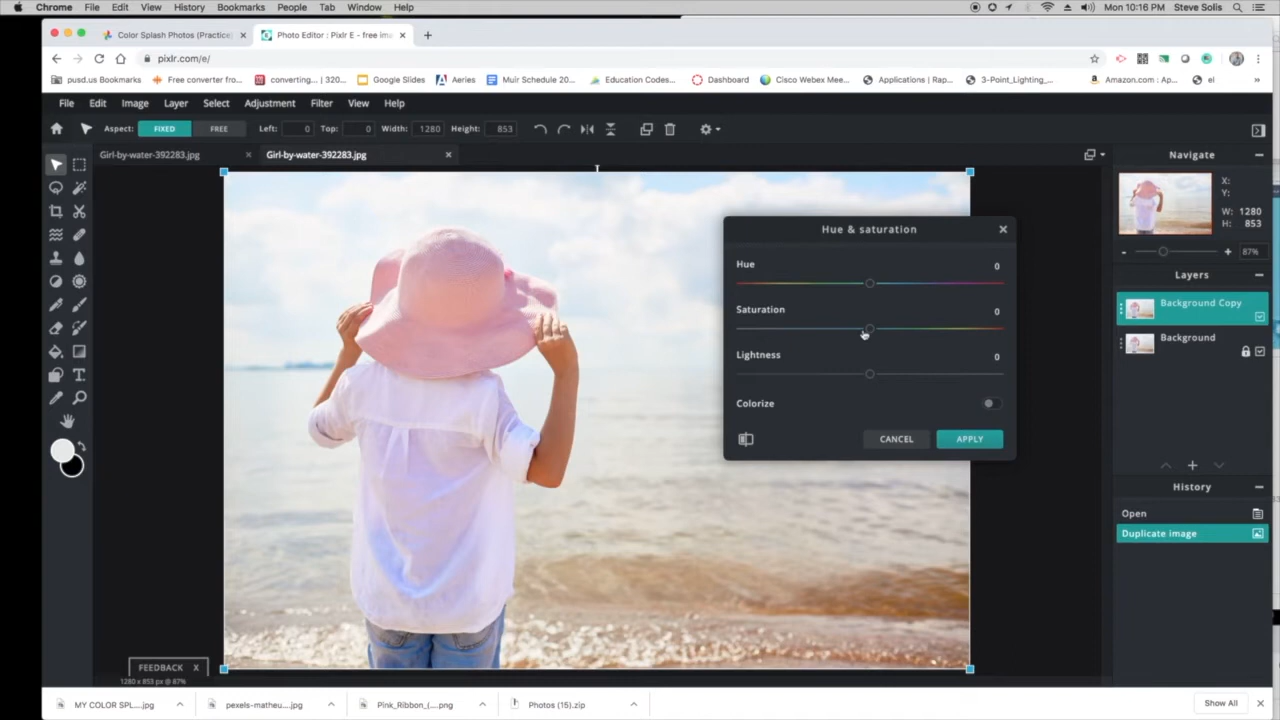 Chrome File Edit View History Bookmarks People Tab Window Help Mon 10:16 PM Steve Solis
Color Splash Photos (Practice) Photo Editor : Pixlr E - free ima
pixlr.com/e/
pusd.us Bookmarks Free converter fro... converting... | 320... Google Slides Aeries Muir Schedule 20... Education Codes... Dashboard Cisco Webex Mee... Applications | Rap... 3-Point_Lighting_... Amazon.com : Ap... el »
File Edit Image Layer Select Adjustment Filter View Help
Aspect: FIXED FREE Left: 0 Top: 0 Width: 1280 Height: 853
Girl-by-water-392283.jpg Girl-by-water-392283.jpg
Navigate
X:
Y:
W: 1280
H: 853
87%
Hue & saturation
Hue 0
Saturation 0
Lightness 0
Colorize
CANCEL APPLY
Layers
Background Copy
Background
History
Open
Duplicate image
FEEDBACK X
1280 x 853 px @ 87%
MY COLOR SPL....jpg pexels-matheu....jpg Pink_Ribbon_(....png Photos (15).zip Show All